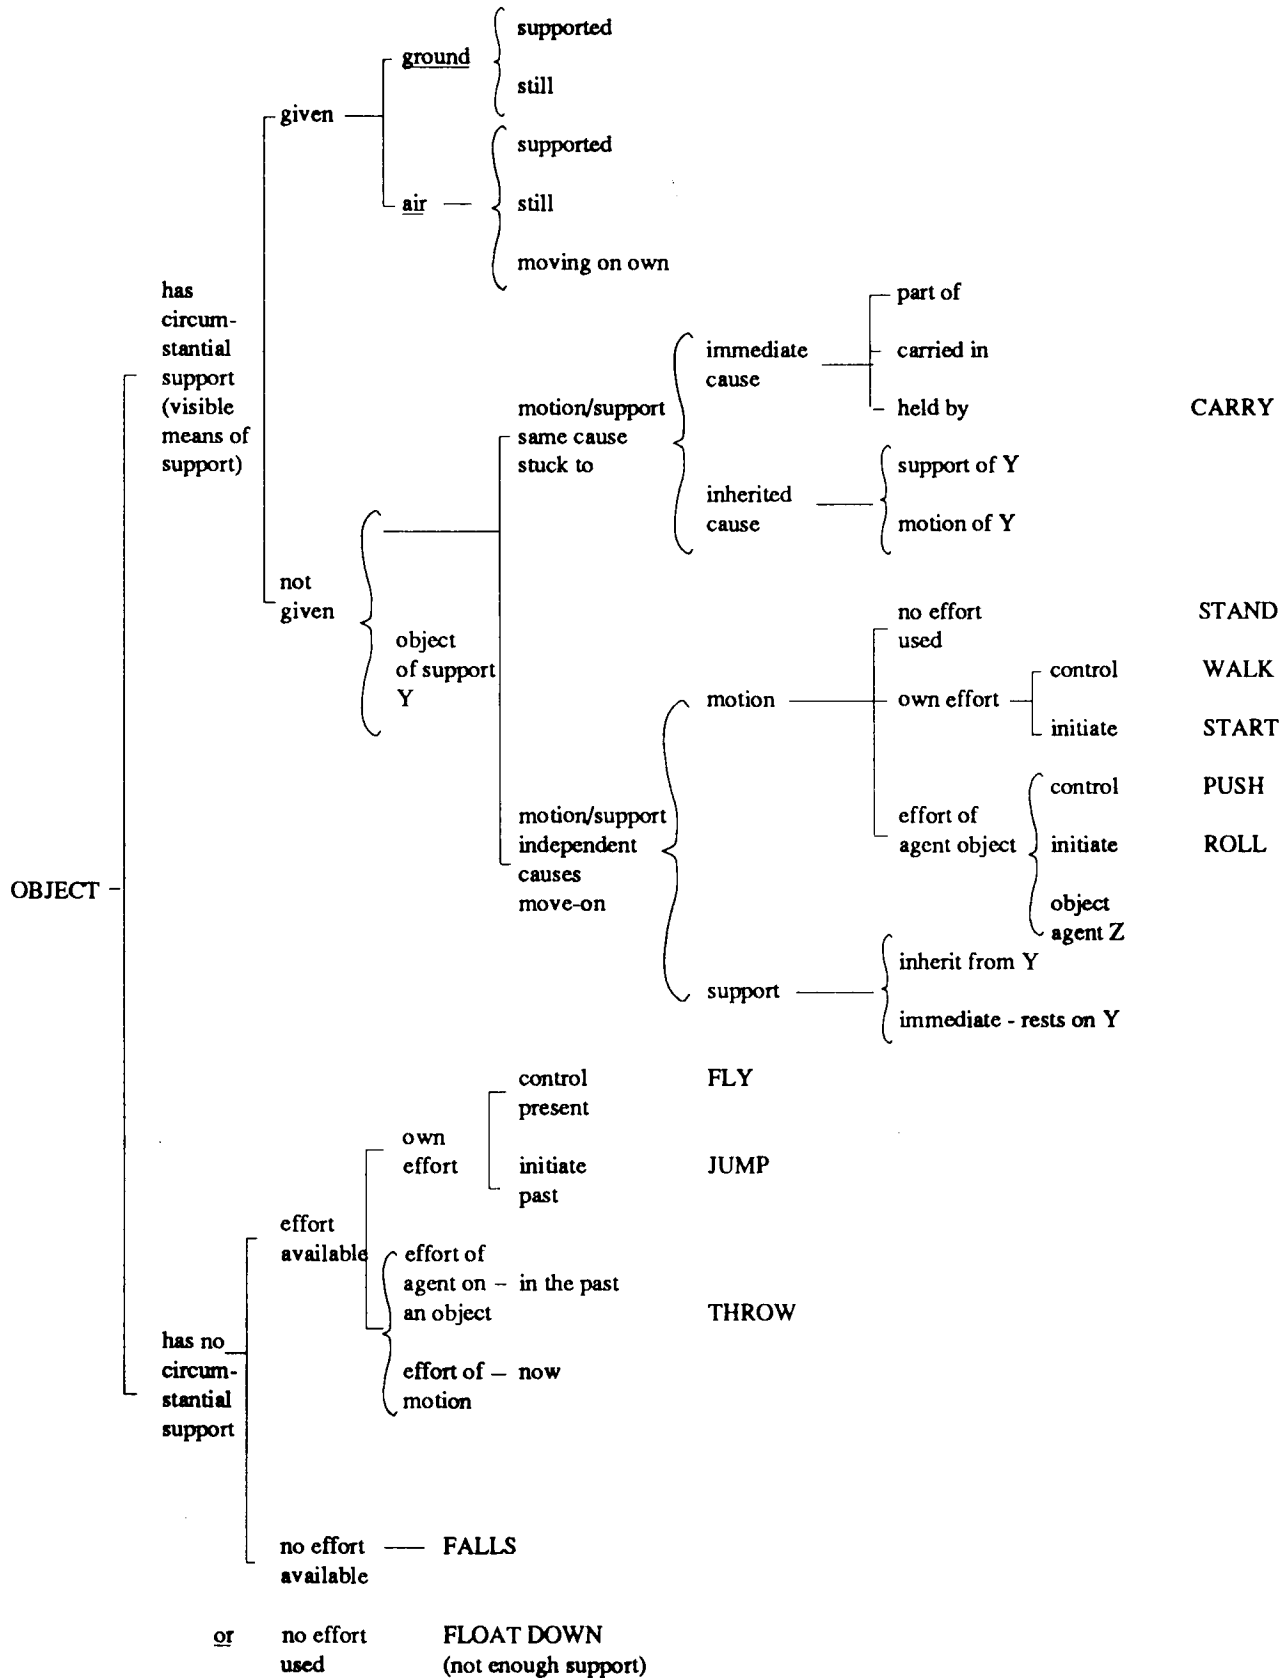 supported
ground
still
given
supported
air
still
moving on own
has
circum-
stantial
support
(visible
means of
support)
part of
immediate
cause
carried in
motion/support
same cause
stuck to
held by
CARRY
support of Y
inherited
cause
motion of Y
not
given
object
of support
Y
no effort
used
STAND
control
WALK
motion
own effort
initiate
START
control
PUSH
effort of
agent object
initiate
ROLL
motion/support
independent
causes
move-on
OBJECT
object
agent Z
inherit from Y
support
immediate - rests on Y
control
present
FLY
own
effort
initiate
past
JUMP
effort
available
effort of
agent on – in the past
an object
THROW
has no
circum-
stantial
support
effort of – now
motion
no effort
available
FALLS
or no effort
used
FLOAT DOWN
(not enough support)